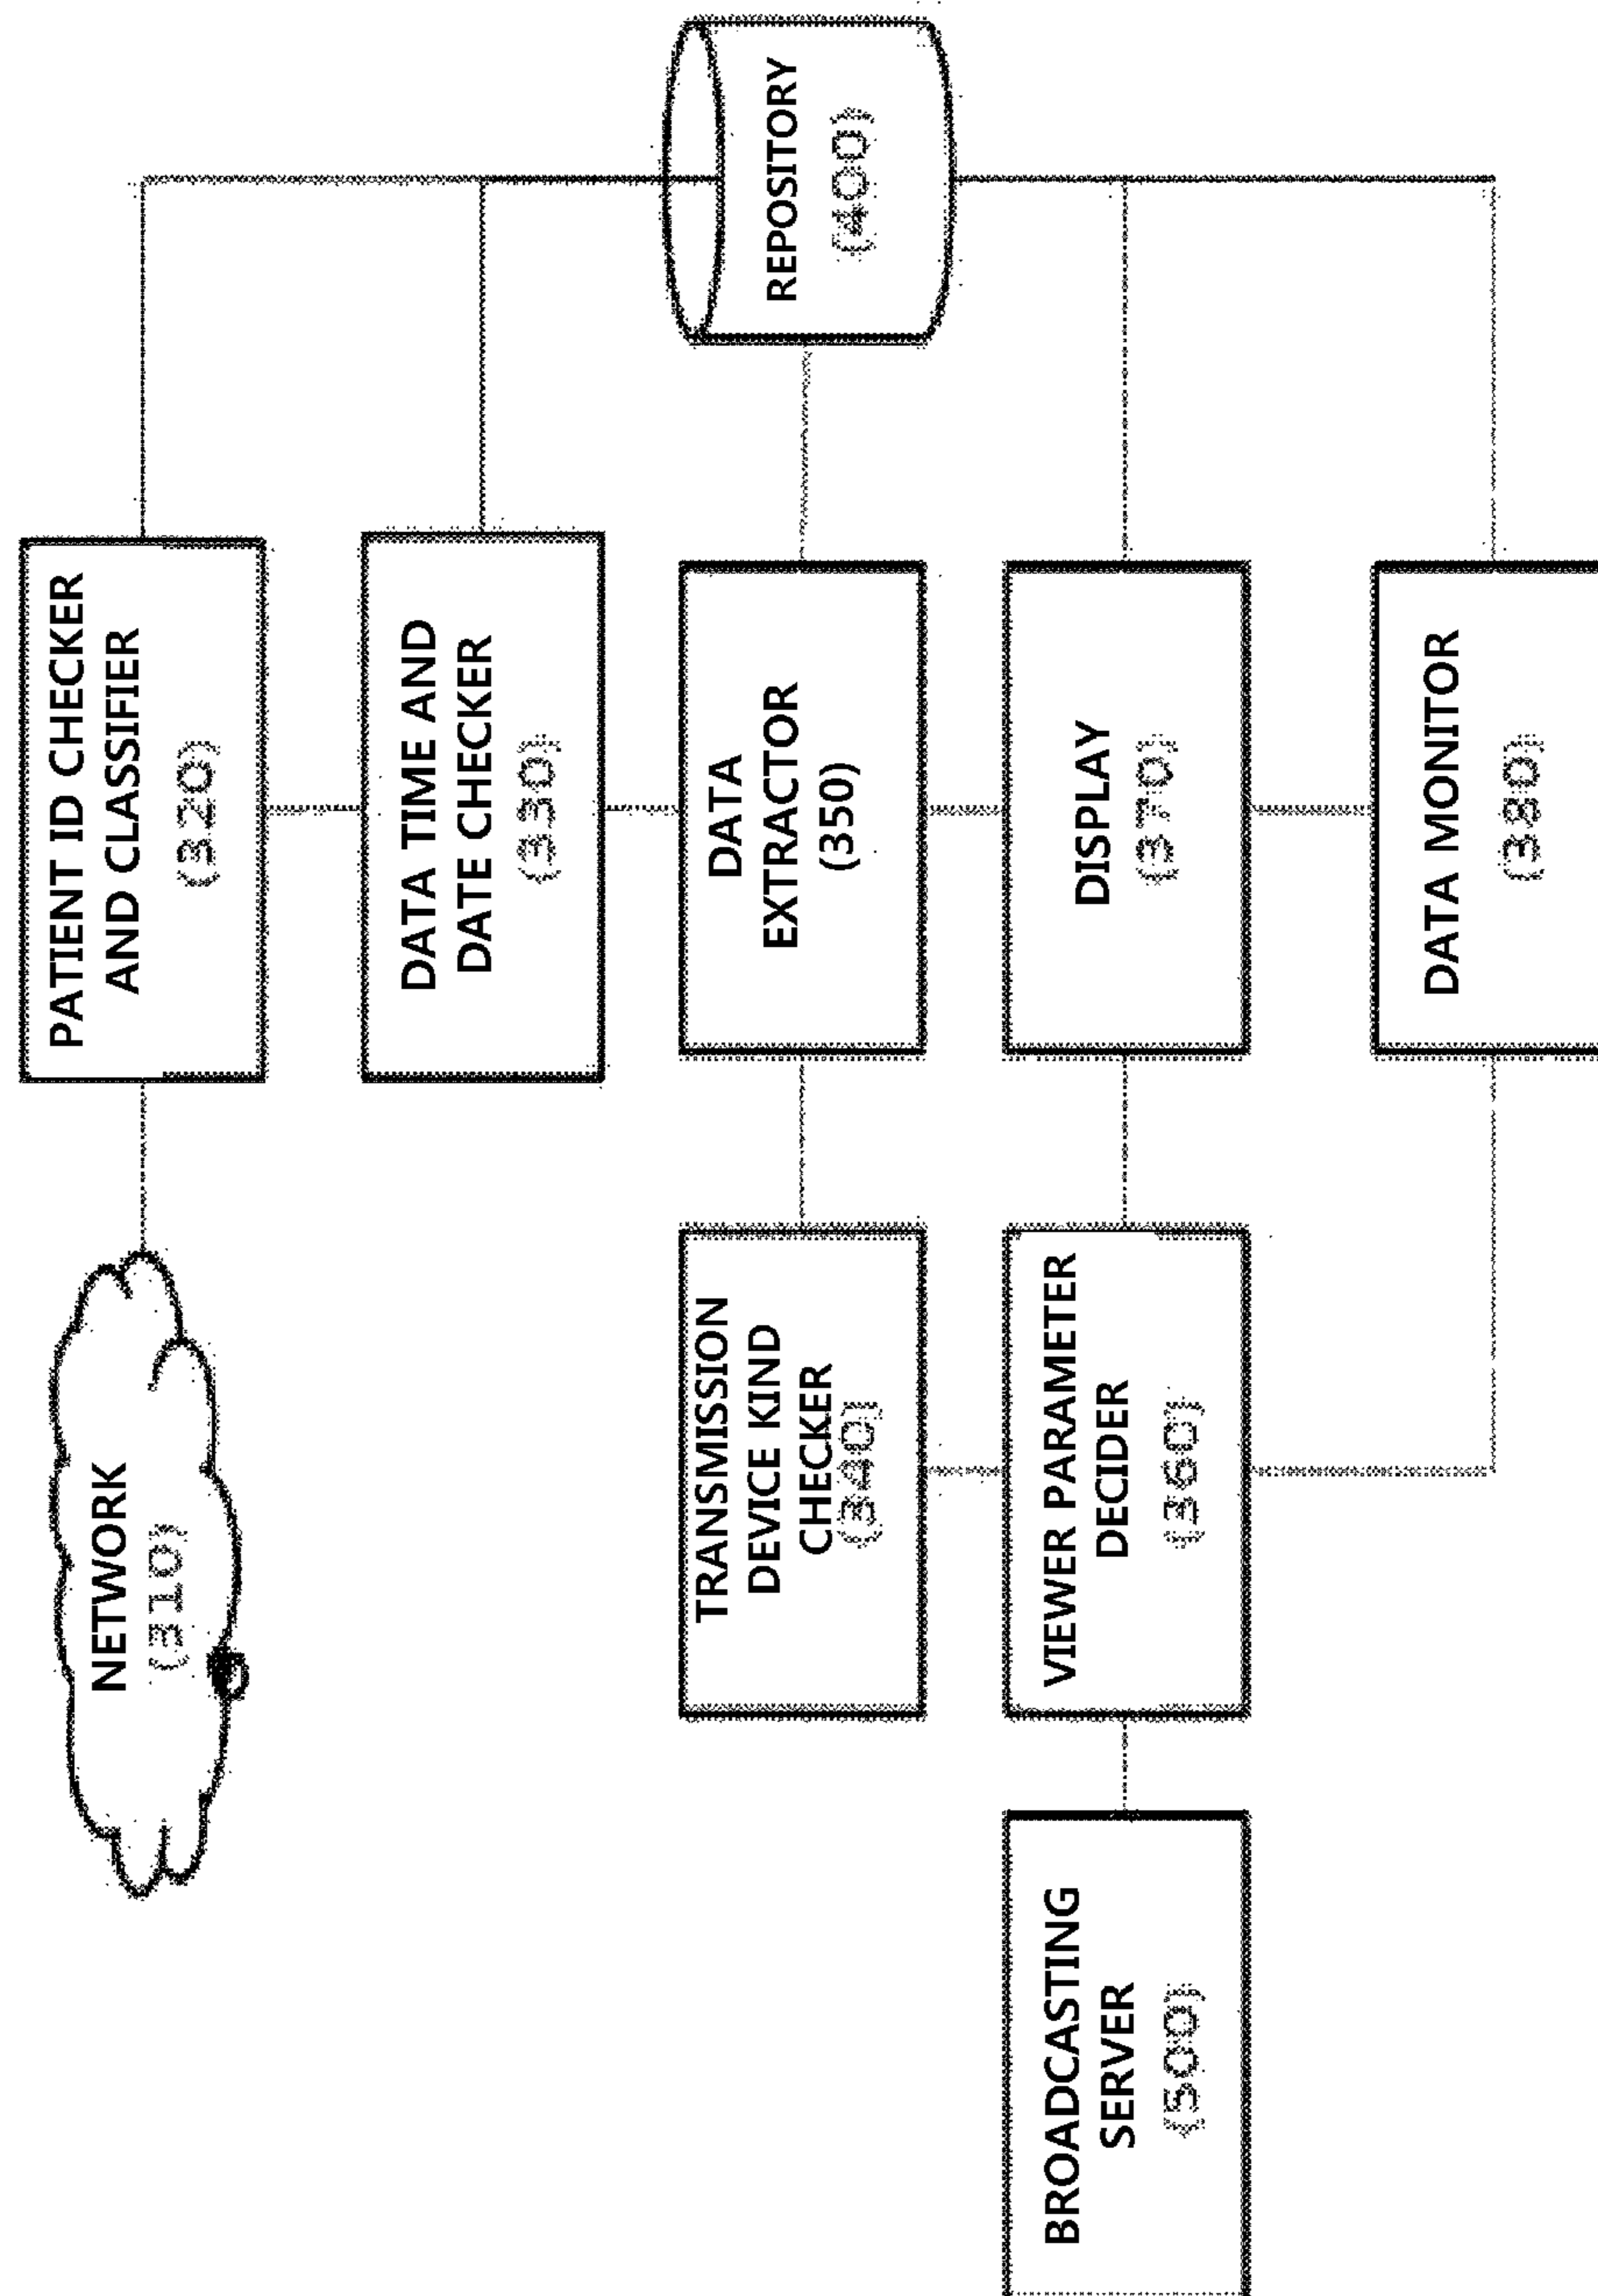 NETWORK
(310)
PATIENT ID CHECKER
AND CLASSIFIER
(320)
DATA TIME AND
DATE CHECKER
(330)
TRANSMISSION
DEVICE KIND
CHECKER
(340)
DATA
EXTRACTOR
(350)
REPOSITORY
(400)
BROADCASTING
SERVER
(500)
VIEWER PARAMETER
DECIDER
(360)
DISPLAY
(370)
DATA MONITOR
(380)